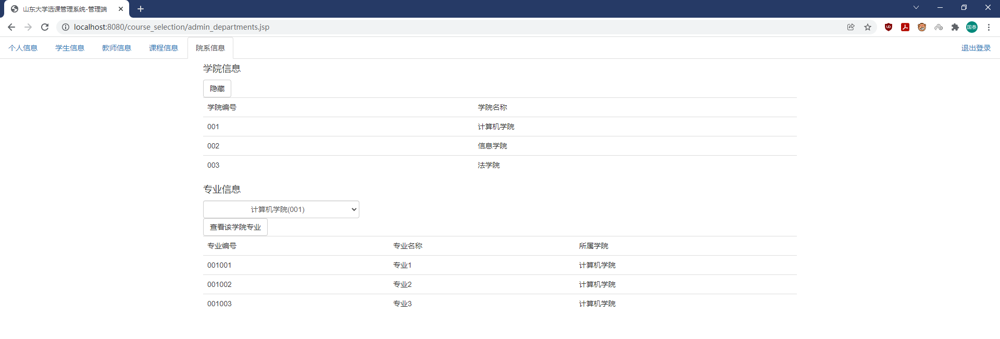 山东大学选课管理系统-管理端
localhost:8080/course_selection/admin_departments.jsp
国泰
个人信息 学生信息 教师信息 课程信息 院系信息 退出登录
学院信息
隐藏
学院编号 学院名称
001 计算机学院
002 信息学院
003 法学院
专业信息
计算机学院(001)
查看该学院专业
专业编号 专业名称 所属学院
001001 专业1 计算机学院
001002 专业2 计算机学院
001003 专业3 计算机学院